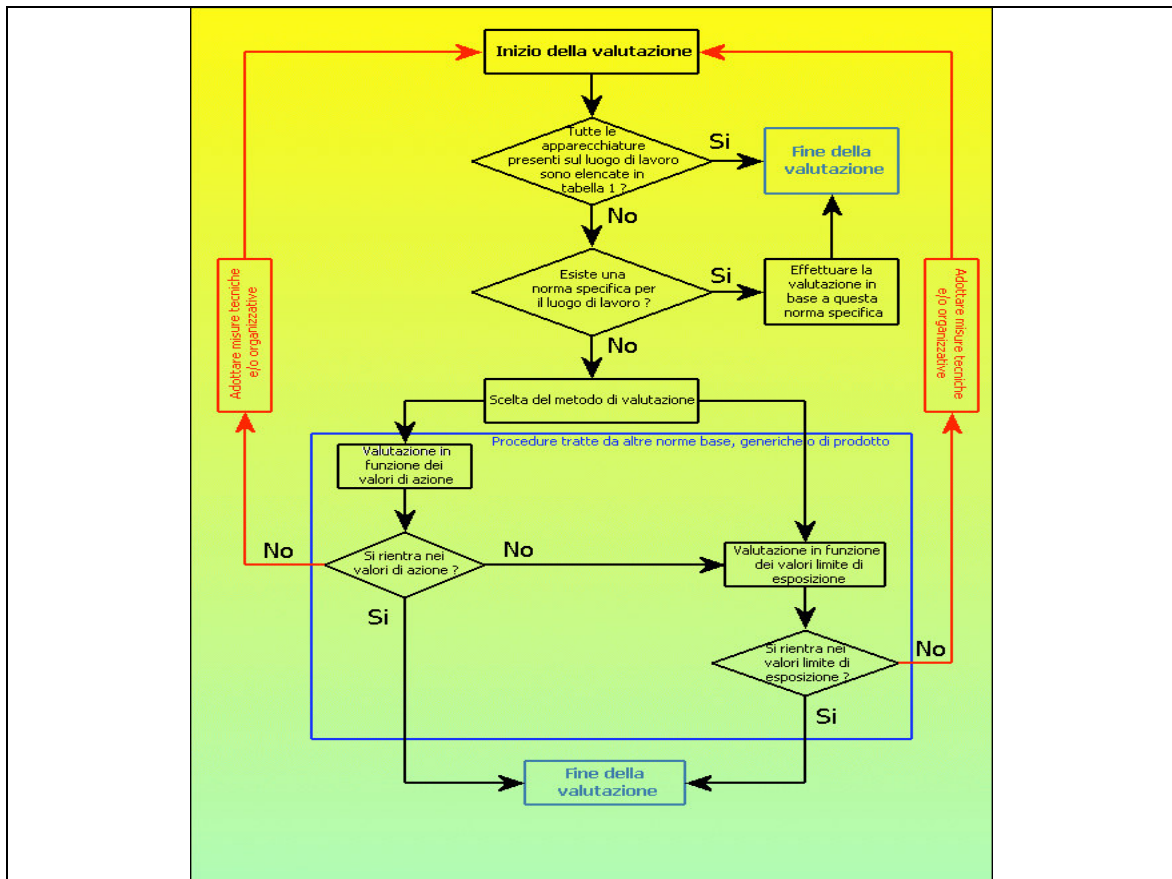 Inizio della valutazione
Tutte le
apparecchiature
presenti sul luogo di lavoro
sono elencate in
tabella 1 ?
Si
Fine della
valutazione
No
Esiste una
norma specifica per
il luogo di lavoro ?
Si
Effettuare la
valutazione in
base a questa
norma specifica
No
Adottare misure tecniche
e/o organizzative
Adottare misure tecniche
e/o organizzative
Scelta del metodo di valutazione
Procedure tratte da altre norme base, generiche o di prodotto
Valutazione in
funzione dei
valori di azione
No
Si rientra nei
valori di azione ?
No
Valutazione in funzione
dei valori limite di
esposizione
Si
Si rientra nei
valori limite di
esposizione ?
No
Si
Fine della
valutazione